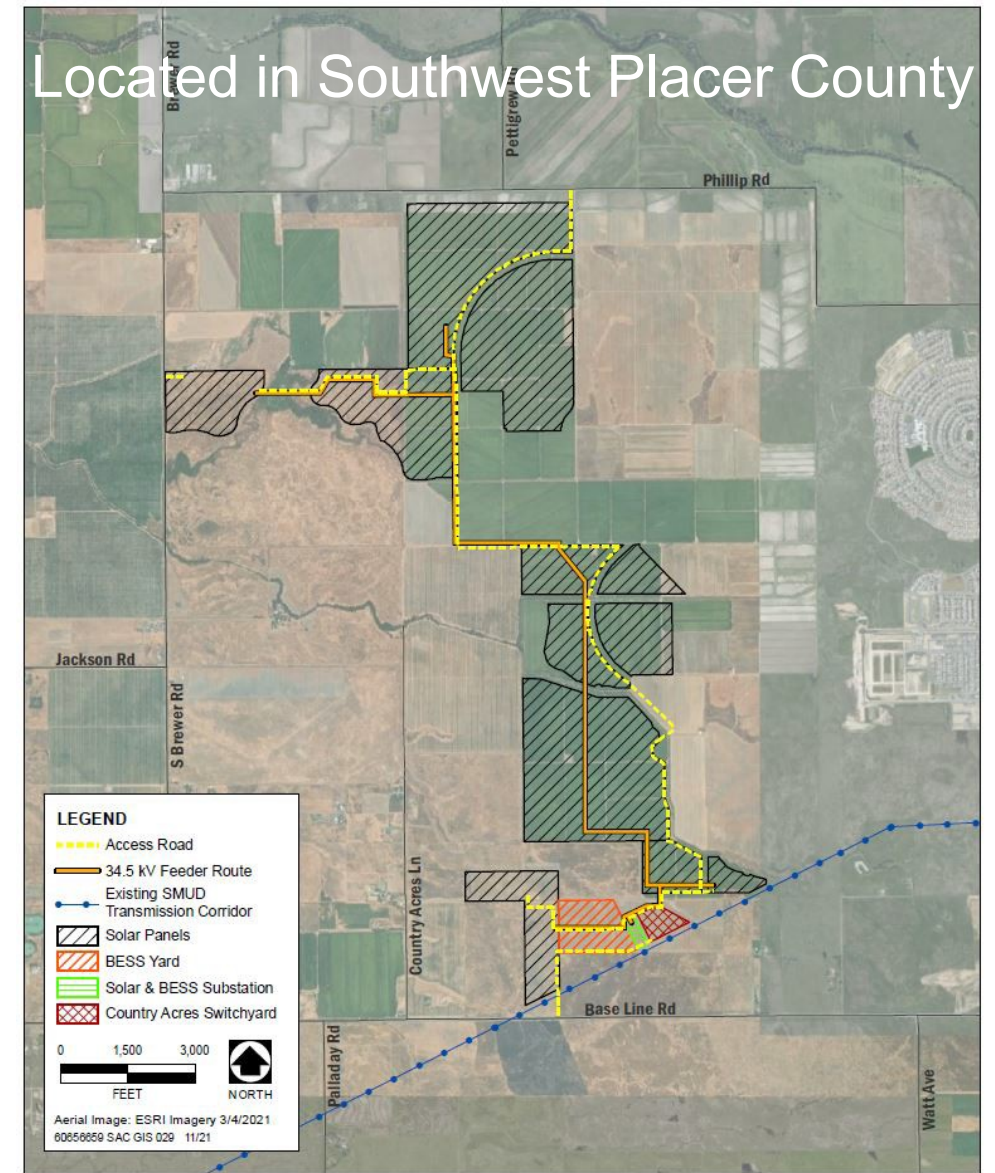 Located in Southwest Placer County
Brewer Rd
Pettigrew Rd
Phillip Rd
Jackson Rd
S Brewer Rd
Country Acres Ln
Base Line Rd
Palladay Rd
Watt Ave
LEGEND
Access Road
34.5 kV Feeder Route
Existing SMUD
Transmission Corridor
Solar Panels
BESS Yard
Solar & BESS Substation
Country Acres Switchyard
0 1,500 3,000
FEET
NORTH
Aerial Image: ESRI Imagery 3/4/2021
60656659 SAC GIS 029 11/21